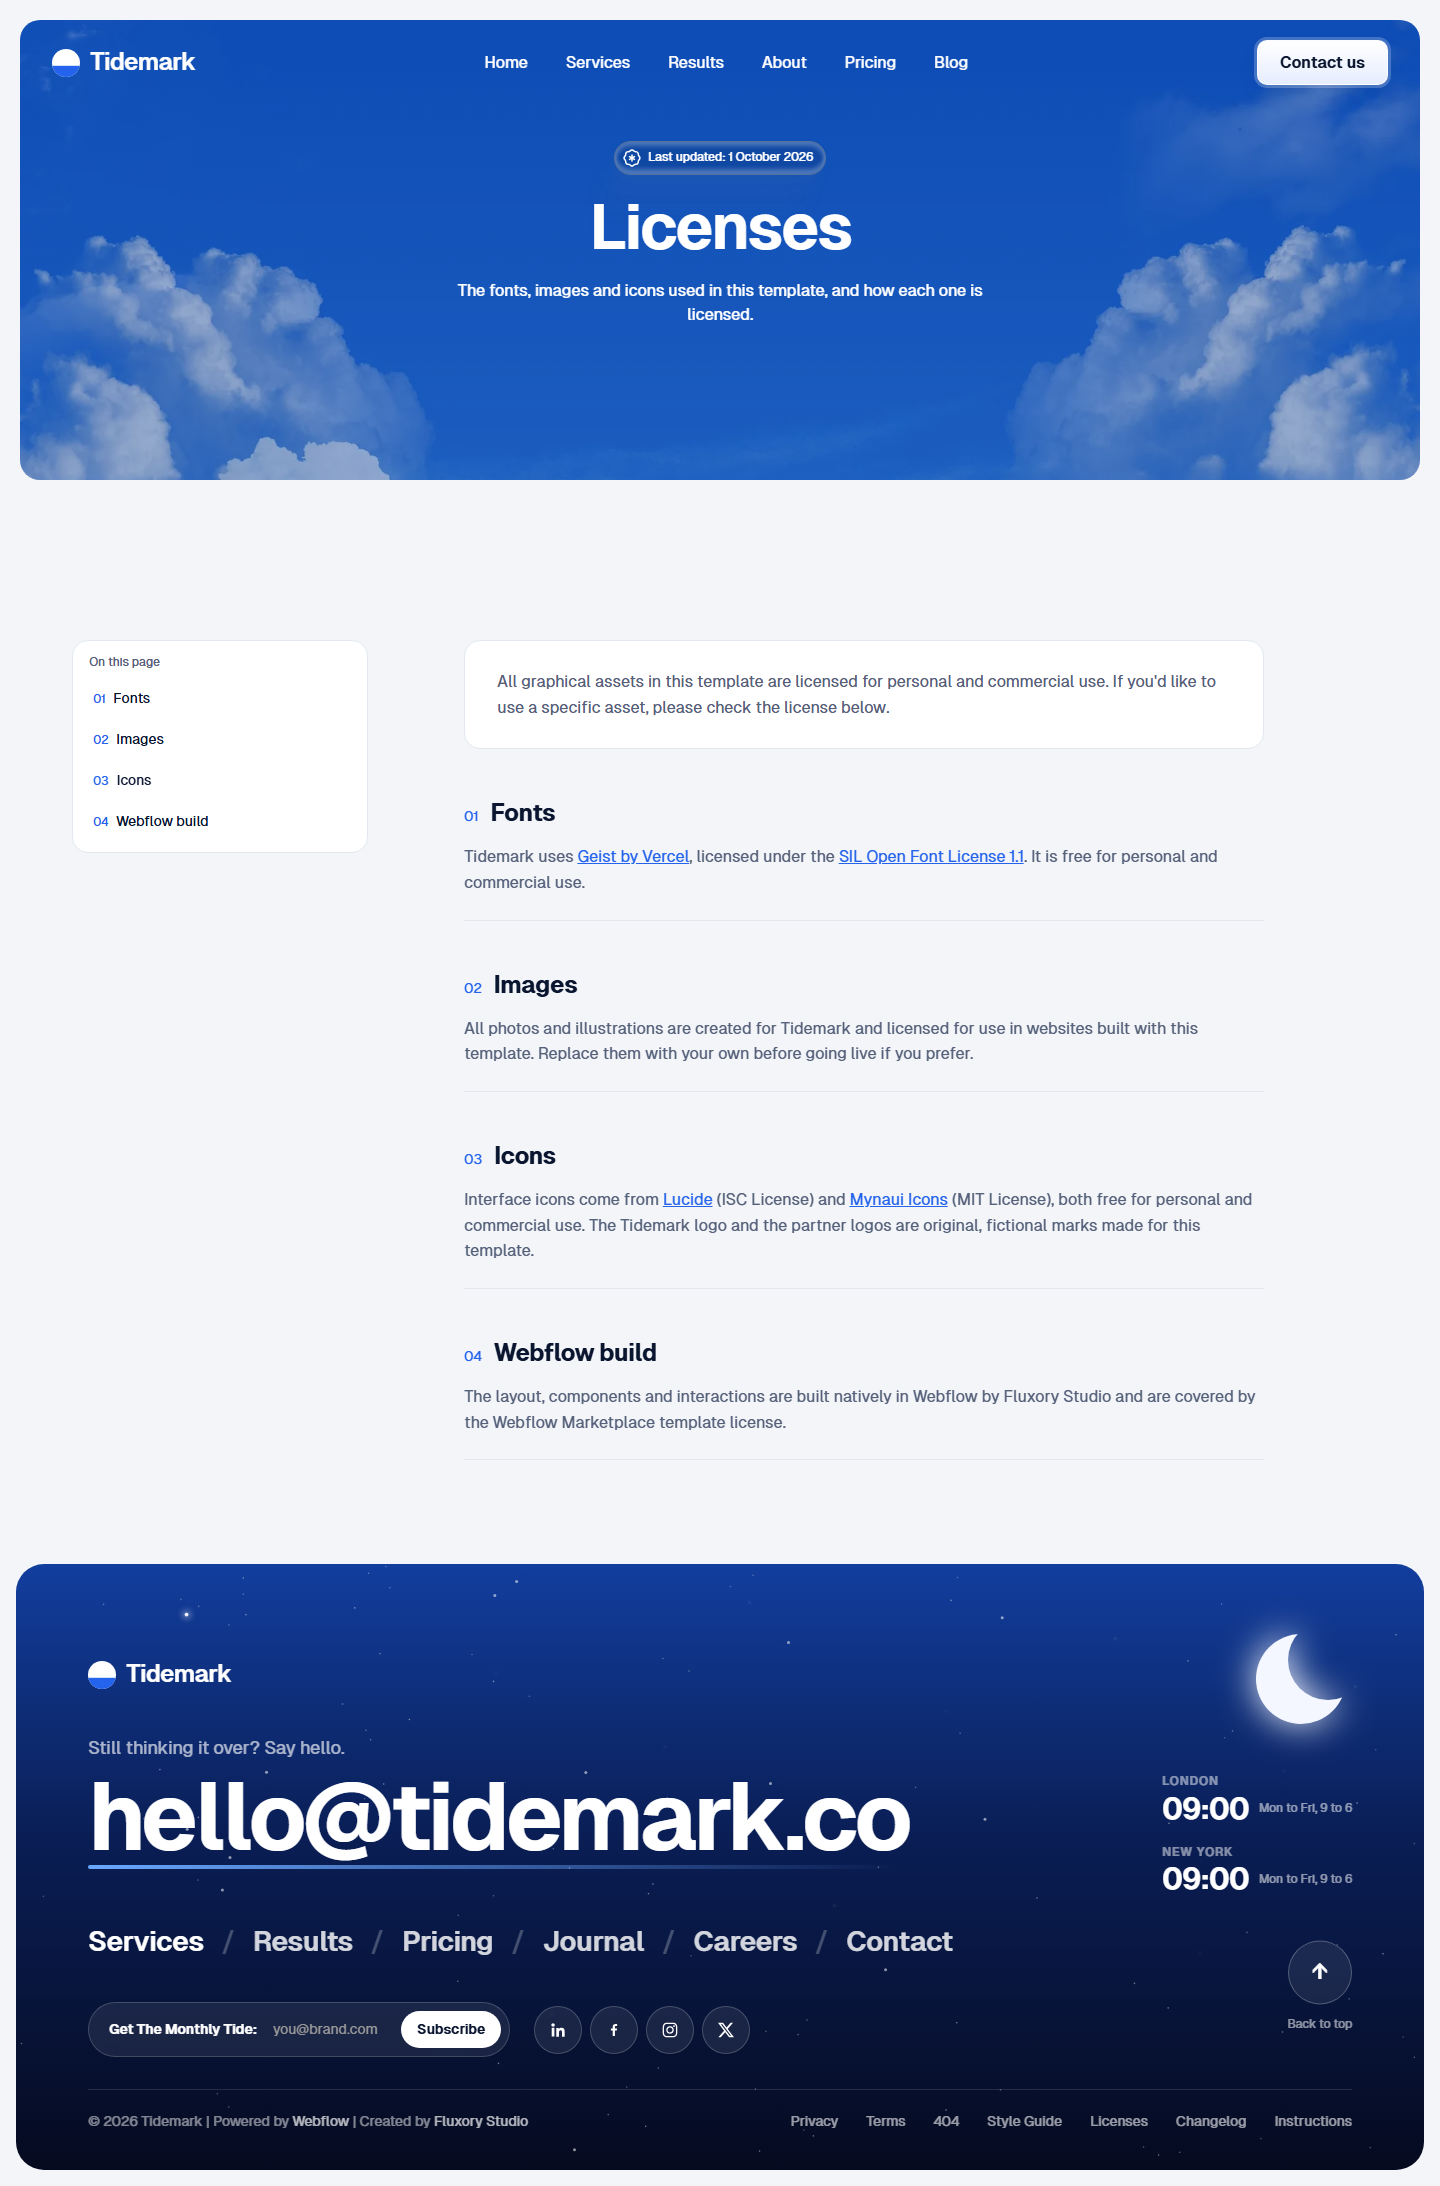 Tidemark
Home Services Results About Pricing Blog
Contact us
Last updated: 1 October 2026
Licenses
The fonts, images and icons used in this template, and how each one is
licensed.
On this page
01 Fonts
02 Images
03 Icons
04 Webflow build
All graphical assets in this template are licensed for personal and commercial use. If you'd like to
use a specific asset, please check the license below.
01 Fonts
Tidemark uses Geist by Vercel, licensed under the SIL Open Font License 1.1. It is free for personal and
commercial use.
02 Images
All photos and illustrations are created for Tidemark and licensed for use in websites built with this
template. Replace them with your own before going live if you prefer.
03 Icons
Interface icons come from Lucide (ISC License) and Mynaui Icons (MIT License), both free for personal and
commercial use. The Tidemark logo and the partner logos are original, fictional marks made for this
template.
04 Webflow build
The layout, components and interactions are built natively in Webflow by Fluxory Studio and are covered by
the Webflow Marketplace template license.
Tidemark
Still thinking it over? Say hello.
hello@tidemark.co
LONDON
09:00 Mon to Fri, 9 to 6
NEW YORK
09:00 Mon to Fri, 9 to 6
Services / Results / Pricing / Journal / Careers / Contact
Get The Monthly Tide: you@brand.com Subscribe
Back to top
© 2026 Tidemark | Powered by Webflow | Created by Fluxory Studio
Privacy Terms 404 Style Guide Licenses Changelog Instructions